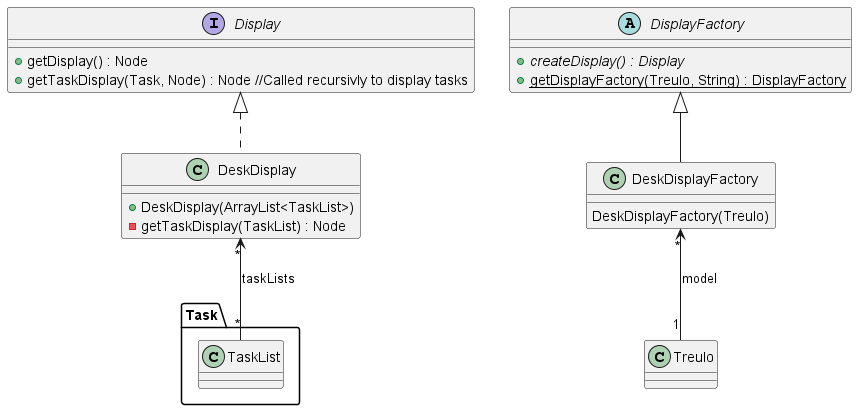 I Display
getDisplay() : Node
getTaskDisplay(Task, Node) : Node //Called recursivly to display tasks
A DisplayFactory
createDisplay() : Display
getDisplayFactory(Treulo, String) : DisplayFactory
C DeskDisplay
DeskDisplay(ArrayList<TaskList>)
getTaskDisplay(TaskList) : Node
C DeskDisplayFactory
DeskDisplayFactory(Treulo)
*
taskLists
*
*
model
1
Task
C TaskList
C Treulo